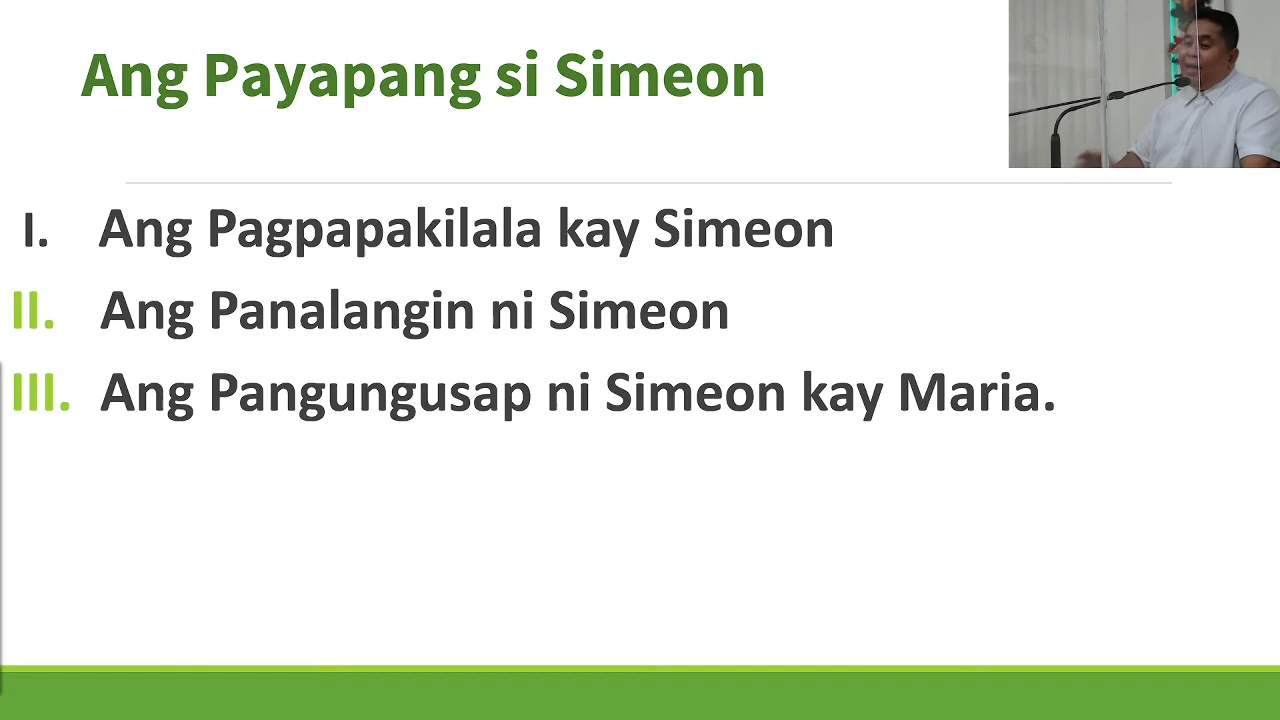 Ang Payapang si Simeon
I. Ang Pagpapakilala kay Simeon
II. Ang Panalangin ni Simeon
III. Ang Pangungusap ni Simeon kay Maria.